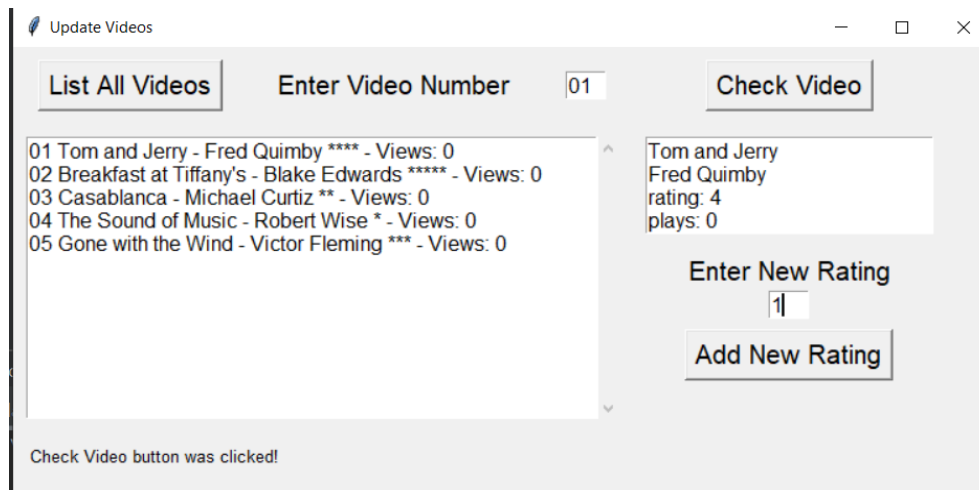 Update Videos
List All Videos Enter Video Number 01 Check Video
01 Tom and Jerry - Fred Quimby **** - Views: 0
02 Breakfast at Tiffany's - Blake Edwards ***** - Views: 0
03 Casablanca - Michael Curtiz ** - Views: 0
04 The Sound of Music - Robert Wise * - Views: 0
05 Gone with the Wind - Victor Fleming *** - Views: 0
Tom and Jerry
Fred Quimby
rating: 4
plays: 0
Enter New Rating
1
Add New Rating
Check Video button was clicked!